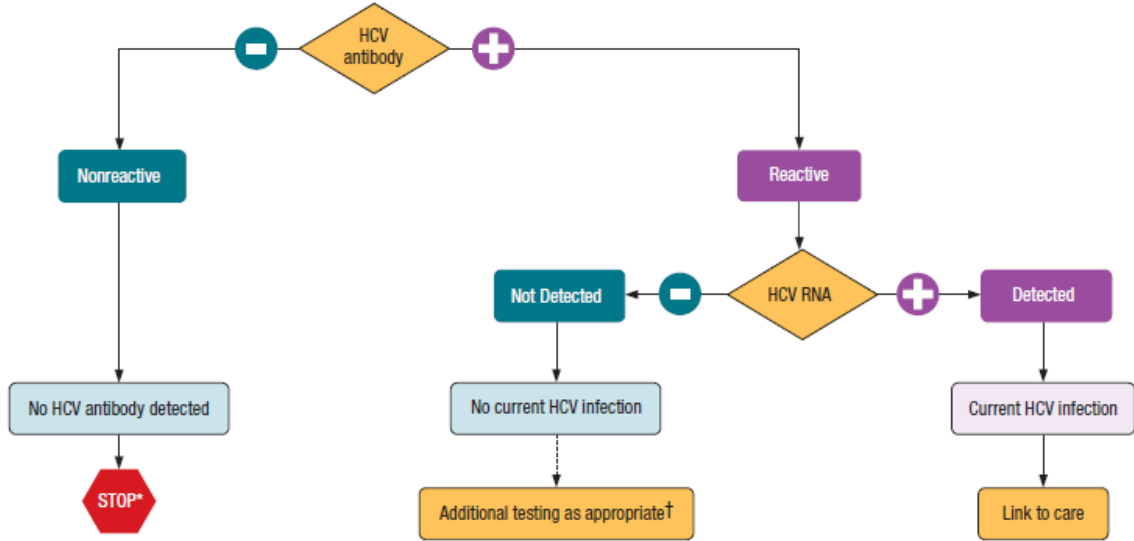 HCV
antibody
Nonreactive
Reactive
Not Detected
HCV RNA
Detected
No HCV antibody detected
No current HCV infection
Current HCV infection
STOP*
Additional testing as appropriate†
Link to care